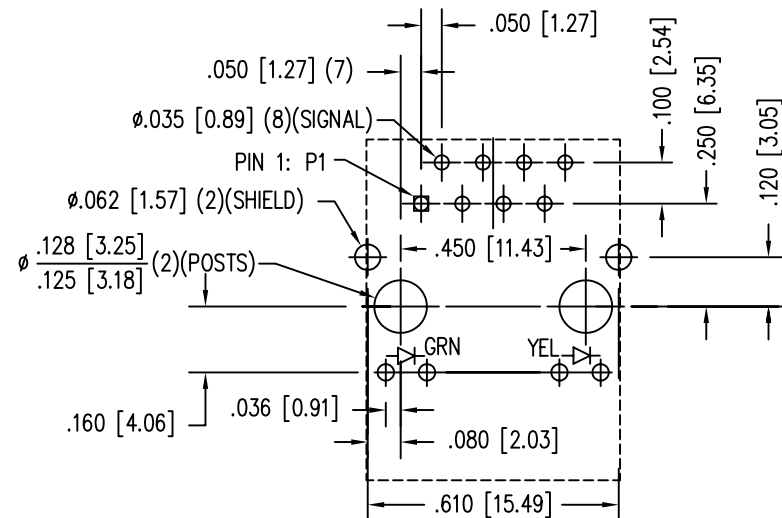 .050 [1.27]
.050 [1.27] (7)
.100 [2.54]
.250 [6.35]
.120 [3.05]
ø.035 [0.89] (8)(SIGNAL)
PIN 1: P1
ø.062 [1.57] (2)(SHIELD)
.450 [11.43]
ø .128 [3.25]
.125 [3.18] (2)(POSTS)
GRN
YEL
.036 [0.91]
.160 [4.06]
.080 [2.03]
.610 [15.49]